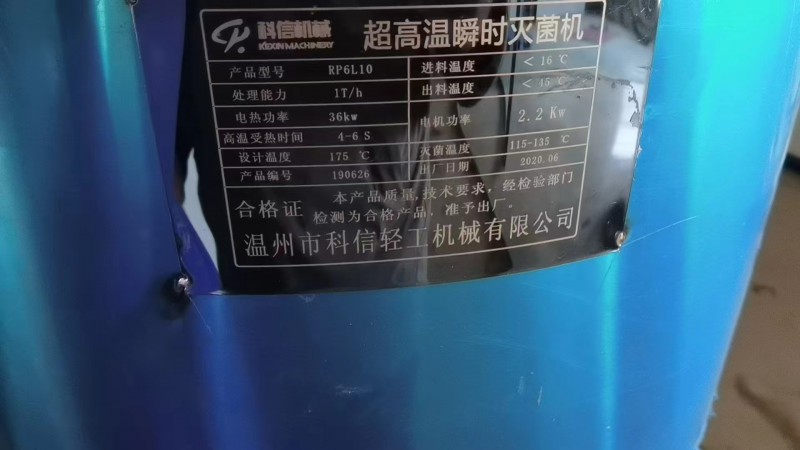 科信机械 超高温瞬时灭菌机
KEXIN MACHINERY
产品型号 RP6L10 进料温度 < 16℃
处理能力 1T/h 出料温度 < 15℃
电热功率 36kw 电机功率 2.2 Kw
高温受热时间 4-6 S
设计温度 175 ℃ 灭菌温度 115-135 ℃
产品编号 190626 出厂日期 2020.06
合格证 本产品质量,技术要求,经检验部门
检测为合格产品,准予出厂。
温州市科信轻工机械有限公司